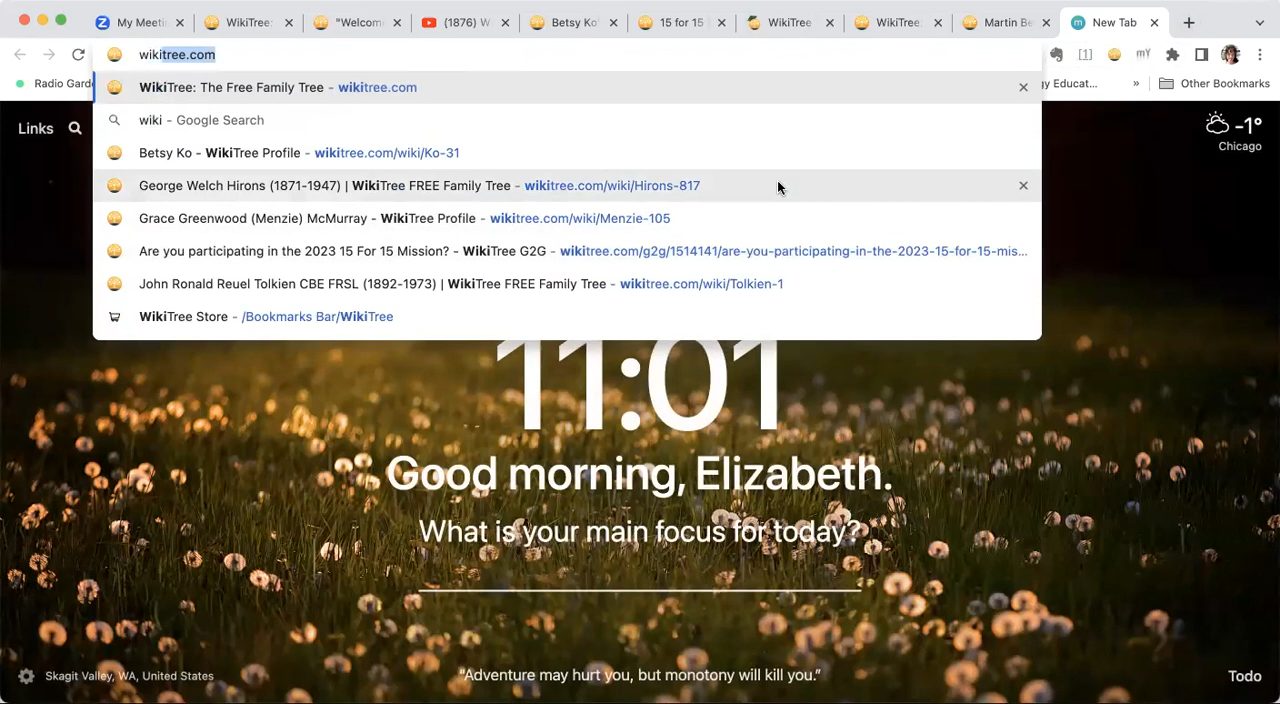 My Meeti
WikiTree:
"Welcom
(1876) W
Betsy Ko
15 for 15
WikiTree
WikiTree:
Martin Be
New Tab
wikitree.com
Radio Garde
gy Educat...
»
Other Bookmarks
WikiTree: The Free Family Tree - wikitree.com
wiki - Google Search
Betsy Ko - WikiTree Profile - wikitree.com/wiki/Ko-31
George Welch Hirons (1871-1947) | WikiTree FREE Family Tree - wikitree.com/wiki/Hirons-817
Grace Greenwood (Menzie) McMurray - WikiTree Profile - wikitree.com/wiki/Menzie-105
Are you participating in the 2023 15 For 15 Mission? - WikiTree G2G - wikitree.com/g2g/1514141/are-you-participating-in-the-2023-15-for-15-mis...
John Ronald Reuel Tolkien CBE FRSL (1892-1973) | WikiTree FREE Family Tree - wikitree.com/wiki/Tolkien-1
WikiTree Store - /Bookmarks Bar/WikiTree
Links
-1°
Chicago
11:01
Good morning, Elizabeth.
What is your main focus for today?
Skagit Valley, WA, United States
"Adventure may hurt you, but monotony will kill you."
Todo